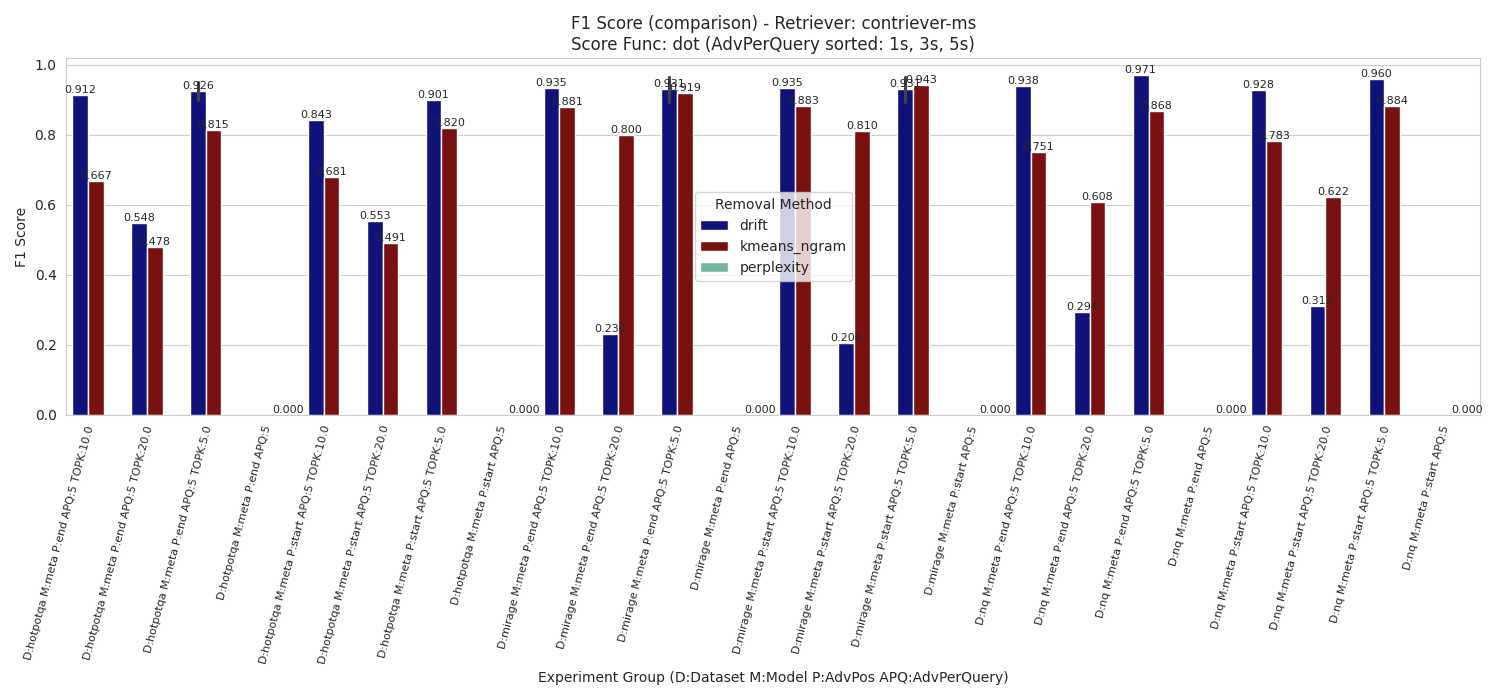 F1 Score (comparison) - Retriever: contriever-ms
Score Func: dot (AdvPerQuery sorted: 1s, 3s, 5s)
F1 Score
1.0
0.8
0.6
0.4
0.2
0.0
0.912
0.667
0.548
0.478
0.926
0.815
0.000
0.843
0.681
0.553
0.491
0.901
0.820
0.000
0.935
0.881
0.230
0.800
0.931
0.919
0.000
0.935
0.883
0.206
0.810
0.931
0.943
0.000
0.938
0.751
0.294
0.608
0.971
0.868
0.000
0.928
0.783
0.312
0.622
0.960
0.884
0.000
Removal Method
drift
kmeans_ngram
perplexity
D:hotpotqa M:meta P:end APQ:5 TOPK:10.0
D:hotpotqa M:meta P:end APQ:5 TOPK:20.0
D:hotpotqa M:meta P:end APQ:5 TOPK:5.0
D:hotpotqa M:meta P:end APQ:5
D:hotpotqa M:meta P:start APQ:5 TOPK:10.0
D:hotpotqa M:meta P:start APQ:5 TOPK:20.0
D:hotpotqa M:meta P:start APQ:5 TOPK:5.0
D:hotpotqa M:meta P:start APQ:5
D:mirage M:meta P:end APQ:5 TOPK:10.0
D:mirage M:meta P:end APQ:5 TOPK:20.0
D:mirage M:meta P:end APQ:5 TOPK:5.0
D:mirage M:meta P:end APQ:5
D:mirage M:meta P:start APQ:5 TOPK:10.0
D:mirage M:meta P:start APQ:5 TOPK:20.0
D:mirage M:meta P:start APQ:5 TOPK:5.0
D:mirage M:meta P:start APQ:5
D:nq M:meta P:end APQ:5 TOPK:10.0
D:nq M:meta P:end APQ:5 TOPK:20.0
D:nq M:meta P:end APQ:5 TOPK:5.0
D:nq M:meta P:end APQ:5
D:nq M:meta P:start APQ:5 TOPK:10.0
D:nq M:meta P:start APQ:5 TOPK:20.0
D:nq M:meta P:start APQ:5 TOPK:5.0
D:nq M:meta P:start APQ:5
Experiment Group (D:Dataset M:Model P:AdvPos APQ:AdvPerQuery)